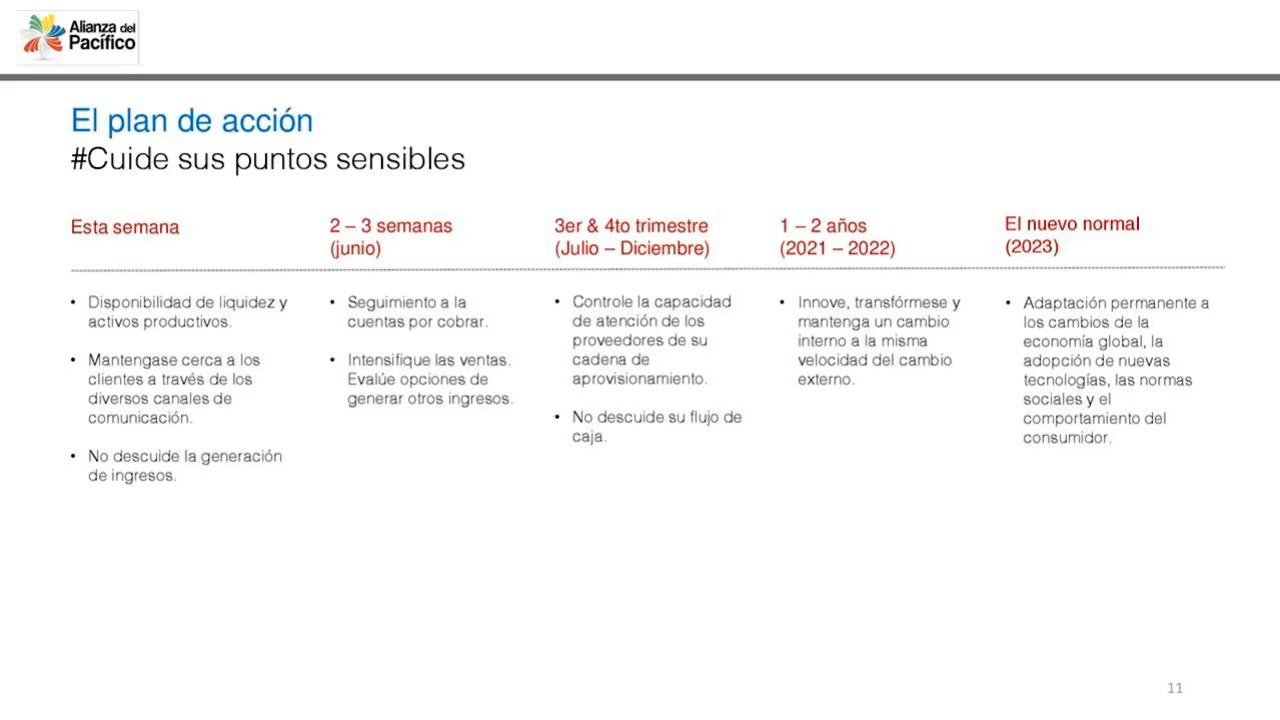 Alianza del
Pacífico
El plan de acción
#Cuide sus puntos sensibles
Esta semana
• Disponibilidad de liquidez y
activos productivos.
• Mantengase cerca a los
clientes a través de los
diversos canales de
comunicación.
• No descuide la generación
de ingresos.
2 – 3 semanas
(junio)
• Seguimiento a la
cuentas por cobrar.
• Intensifique las ventas.
Evalúe opciones de
generar otros ingresos.
3er & 4to trimestre
(Julio – Diciembre)
• Controle la capacidad
de atención de los
proveedores de su
cadena de
aprovisionamiento.
• No descuide su flujo de
caja.
1 – 2 años
(2021 – 2022)
• Innove, transfórmese y
mantenga un cambio
interno a la misma
velocidad del cambio
externo.
El nuevo normal
(2023)
• Adaptación permanente a
los cambios de la
economía global, la
adopción de nuevas
tecnologías, las normas
sociales y el
comportamiento del
consumidor.
11